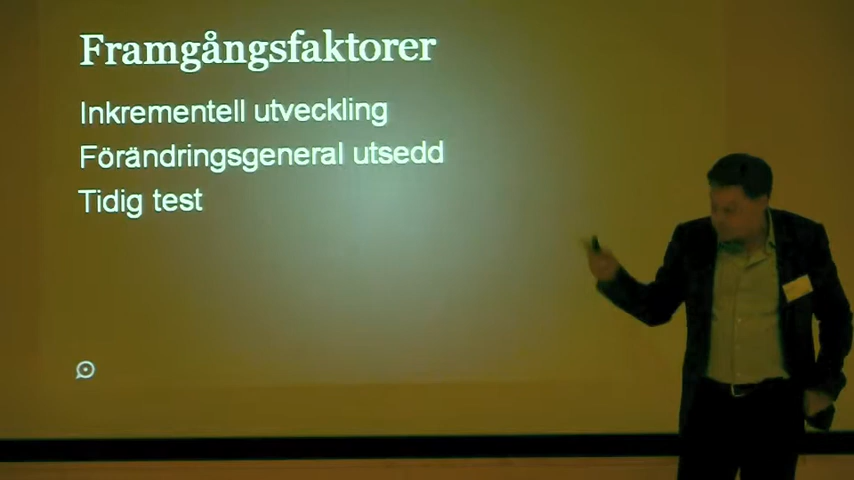 Framgångsfaktorer
Inkrementell utveckling
Förändringsgeneral utsedd
Tidig test